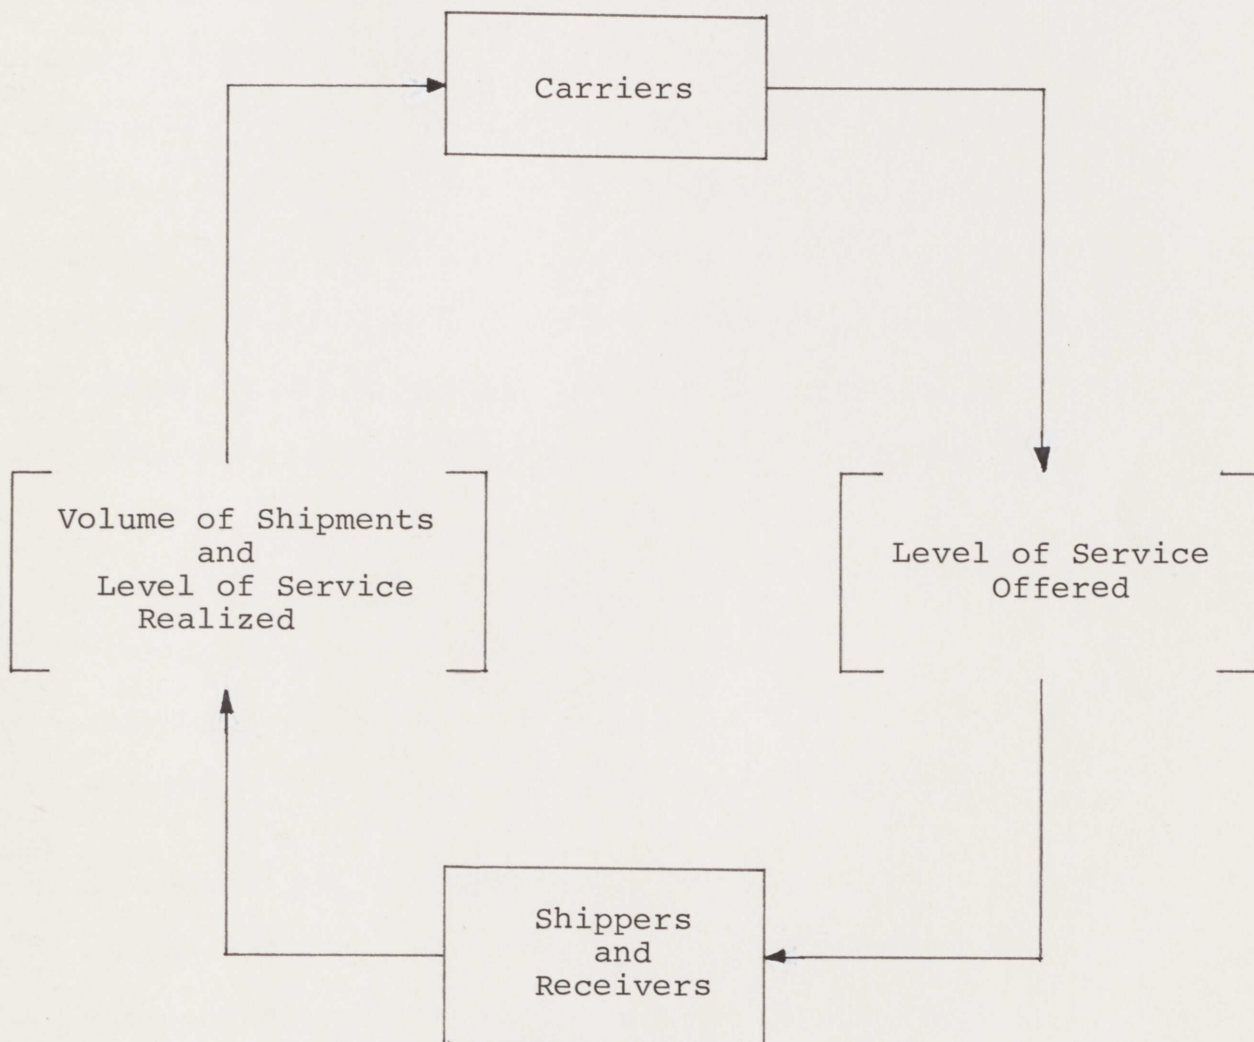 Carriers
Volume of Shipments
and
Level of Service
Realized
Level of Service
Offered
Shippers
and
Receivers